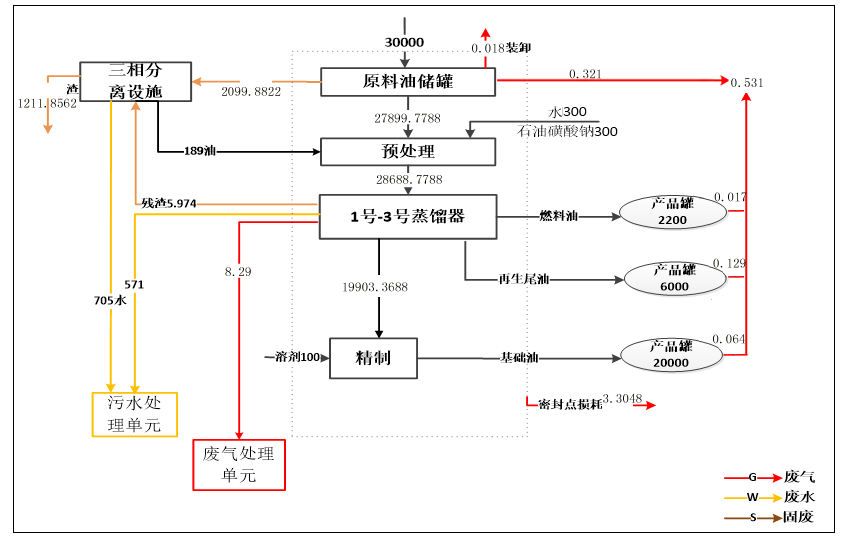 30000
0.018装卸
三相分
离设施
渣
1211.8562
2099.8822
原料油储罐
0.321
0.531
27899.7788
水300
石油磺酸钠300
189油
预处理
28688.7788
残渣5.974
1号-3号蒸馏器
燃料油
产品罐
2200
0.017
8.29
571
705水
19903.3688
再生尾油
产品罐
6000
0.129
溶剂100
精制
基础油
产品罐
20000
0.064
密封点损耗3.3048
污水处
理单元
废气处理
单元
G 废气
W 废水
S 固废